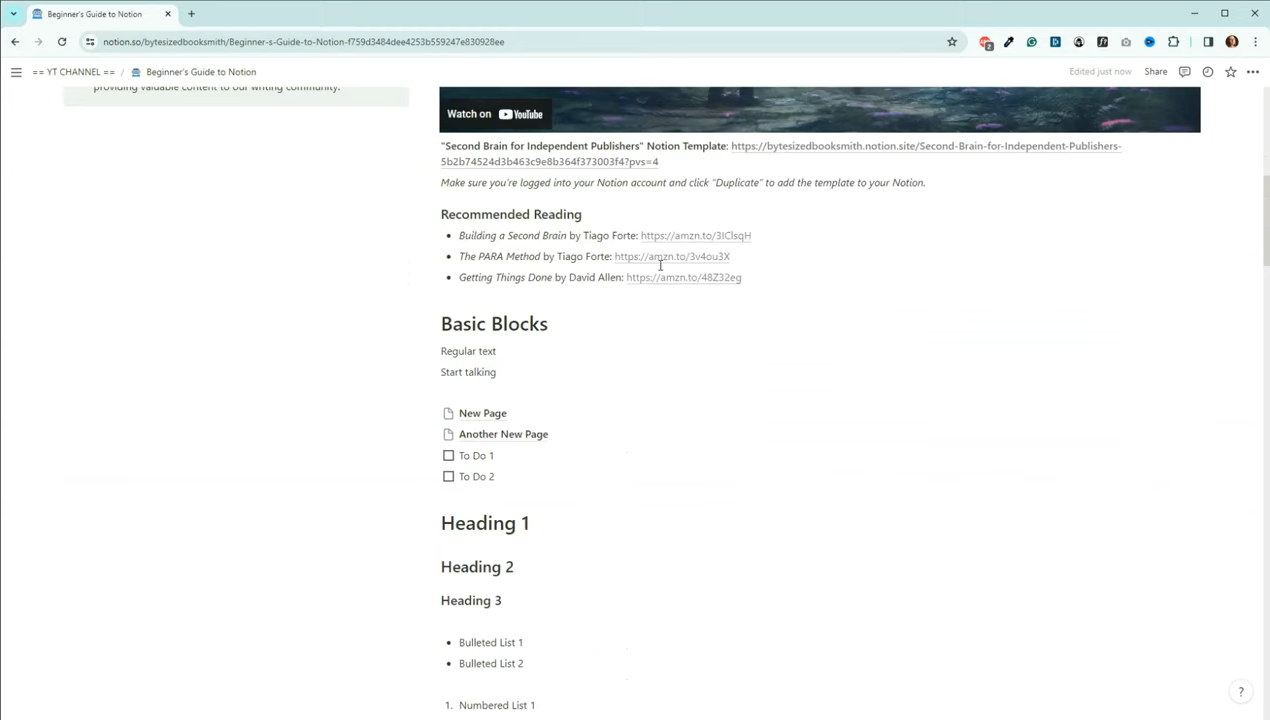 Beginner's Guide to Notion
notion.so/bytesizedbooksmith/Beginner-s-Guide-to-Notion-f759d3484dee4253b559247e830928ee
2
== YT CHANNEL == / Beginner's Guide to Notion
Edited just now
Share
providing valuable content to our writing community.
Watch on YouTube
"Second Brain for Independent Publishers" Notion Template: https://bytesizedbooksmith.notion.site/Second-Brain-for-Independent-Publishers-
5b2b74524d3b463c9e8b364f373003f4?pvs=4
Make sure you're logged into your Notion account and click "Duplicate" to add the template to your Notion.
Recommended Reading
• Building a Second Brain by Tiago Forte: https://amzn.to/3IClsqH
• The PARA Method by Tiago Forte: https://amzn.to/3v4ou3X
• Getting Things Done by David Allen: https://amzn.to/48Z32eg
Basic Blocks
Regular text
Start talking
New Page
Another New Page
To Do 1
To Do 2
Heading 1
Heading 2
Heading 3
• Bulleted List 1
• Bulleted List 2
1. Numbered List 1
?